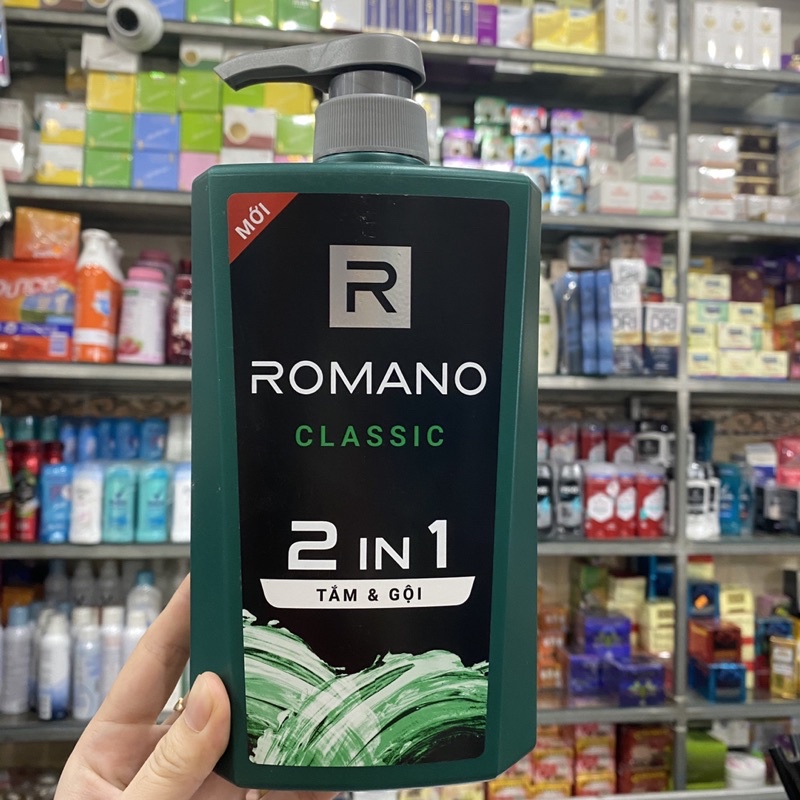 MỚI
R
ROMANO
CLASSIC
2 IN 1
TẮM & GỘI